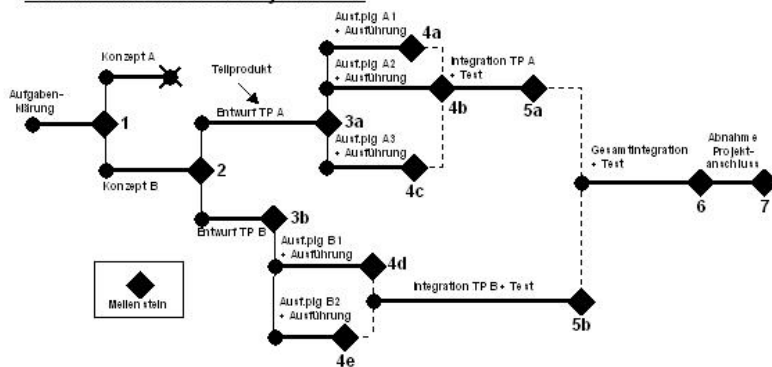 Ausf.plg A1
+ Ausführung
4a
Konzept A
Ausf.plg A2
+ Ausführung
Integration TP A
+ Test
Teilprodukt
Aufgaben-
klärung
1
Entwurf TP A
3a
4b
5a
Ausf.plg A3
+ Ausführung
Gesamtintegration
+ Test
Abnahme
Projekt-
anschluss
Konzept B
2
4c
6
7
Entwurf TP B
3b
Ausf.plg B1
+ Ausführung
4d
Integration TP B + Test
Meilenstein
Ausf.plg B2
+ Ausführung
5b
4e